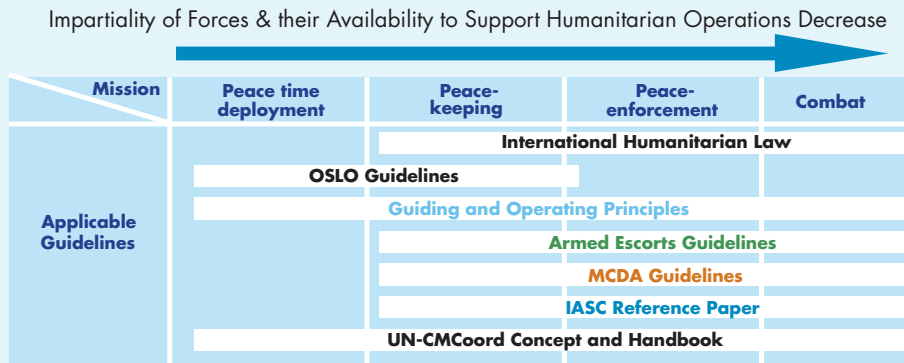 Impartiality of Forces & their Availability to Support Humanitarian Operations Decrease
Mission
Peace time
deployment
Peace-
keeping
Peace-
enforcement
Combat
Applicable
Guidelines
International Humanitarian Law
OSLO Guidelines
Guiding and Operating Principles
Armed Escorts Guidelines
MCDA Guidelines
IASC Reference Paper
UN-CMCoord Concept and Handbook